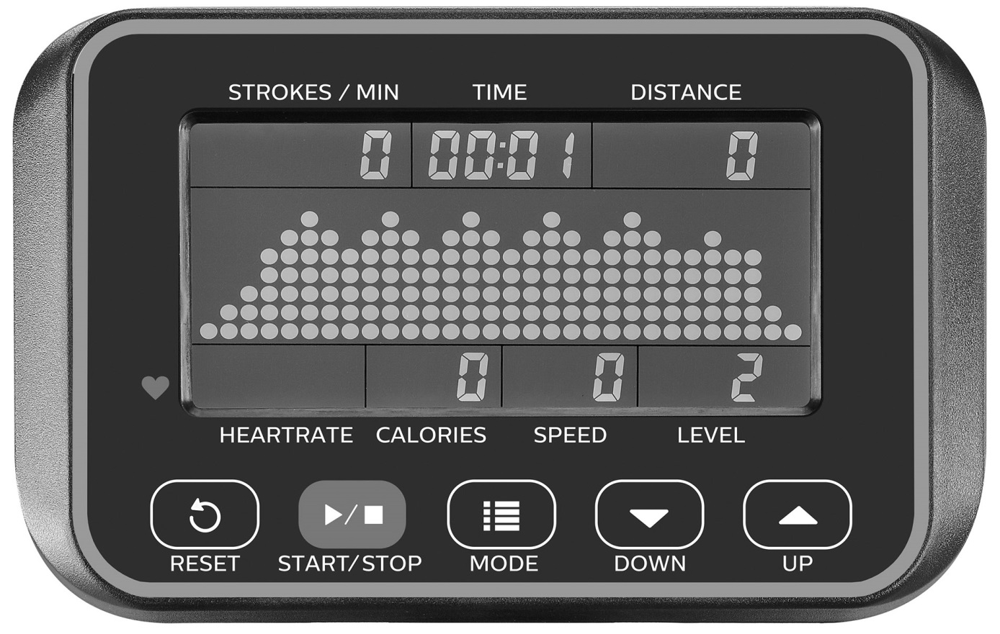 STROKES / MIN TIME DISTANCE
0 00:01 0
0 0 2
HEARTRATE CALORIES SPEED LEVEL
RESET START/STOP MODE DOWN UP